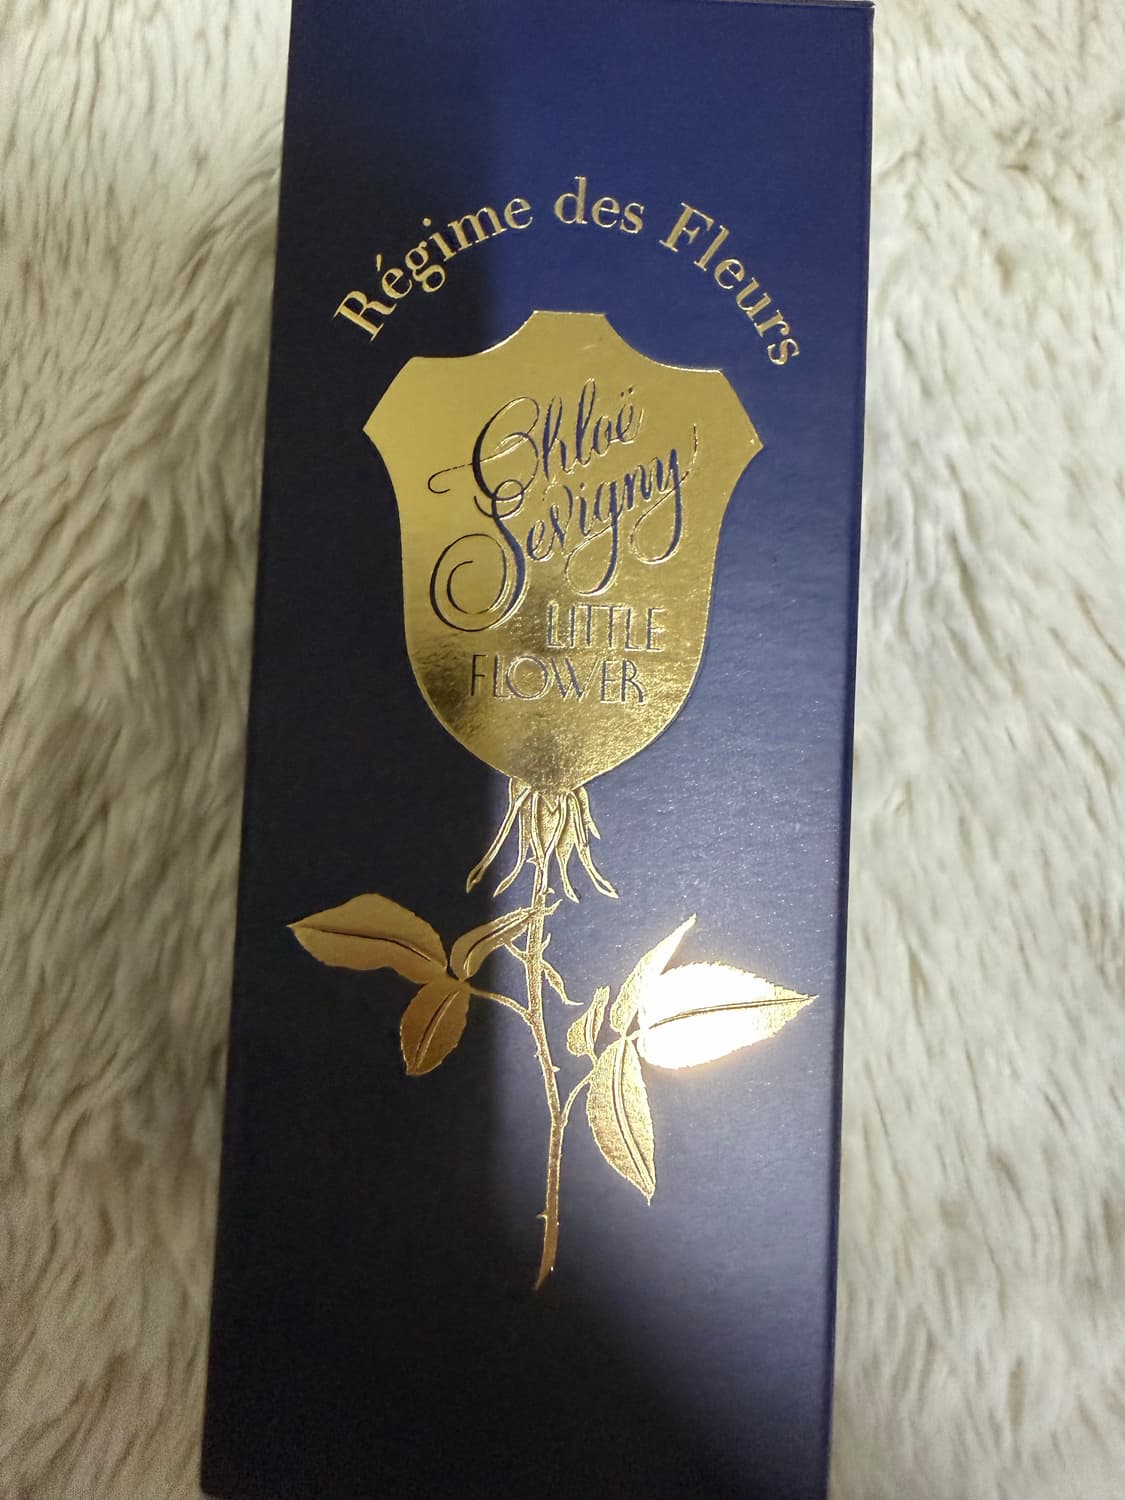 Régime des Fleurs
Chloë
Sevigny
LITTLE
FLOWER